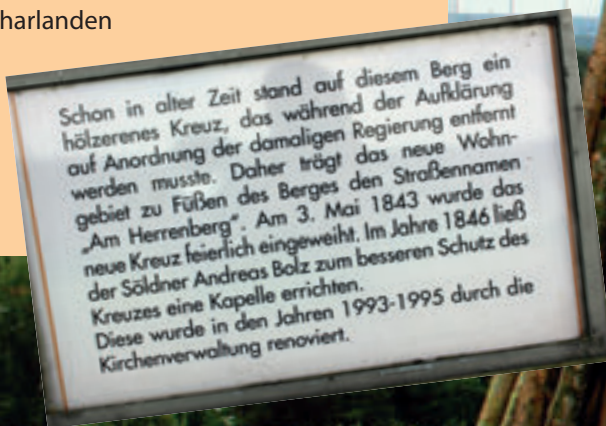 harlanden
Schon in alter Zeit stand auf diesem Berg ein
hölzerenes Kreuz, das während der Aufklärung
auf Anordnung der damaligen Regierung entfernt
werden musste. Daher trägt das neue Wohn-
gebiet zu Füßen des Berges den Straßennamen
„Am Herrenberg“. Am 3. Mai 1843 wurde das
neue Kreuz feierlich eingeweiht. Im Jahre 1846 ließ
der Söldner Andreas Bolz zum besseren Schutz des
Kreuzes eine Kapelle errichten.
Diese wurde in den Jahren 1993-1995 durch die
Kirchenverwaltung renoviert.